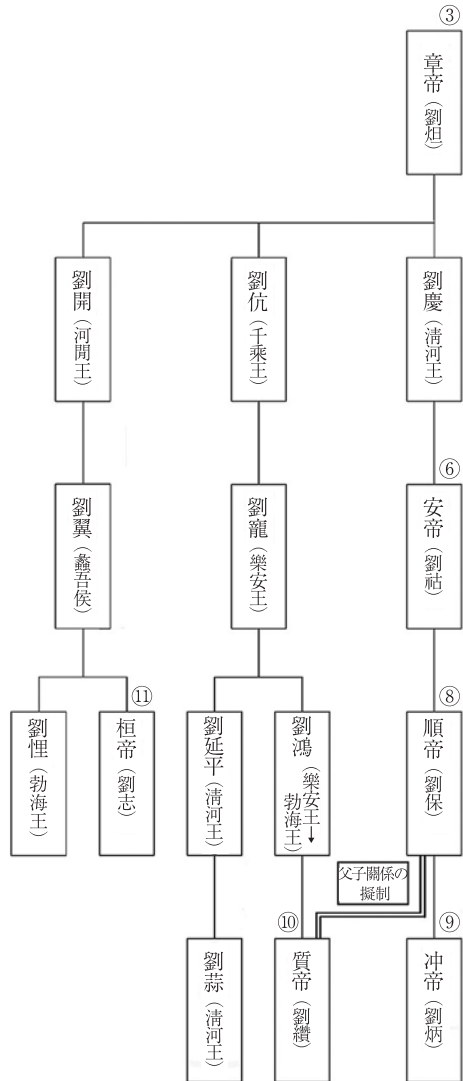 ③
章帝（劉炟）
劉慶（淸河王）
劉伉（千乘王）
劉開（河閒王）
⑥
安帝（劉祜）
劉寵（樂安王）
劉翼（蠡吾侯）
⑧
順帝（劉保）
劉鴻（樂安王→
勃海王）
劉延平（淸河王）
⑪
桓帝（劉志）
劉悝（勃海王）
父子關係の
擬制
⑨
冲帝（劉炳）
⑩
質帝（劉纘）
劉蒜（淸河王）